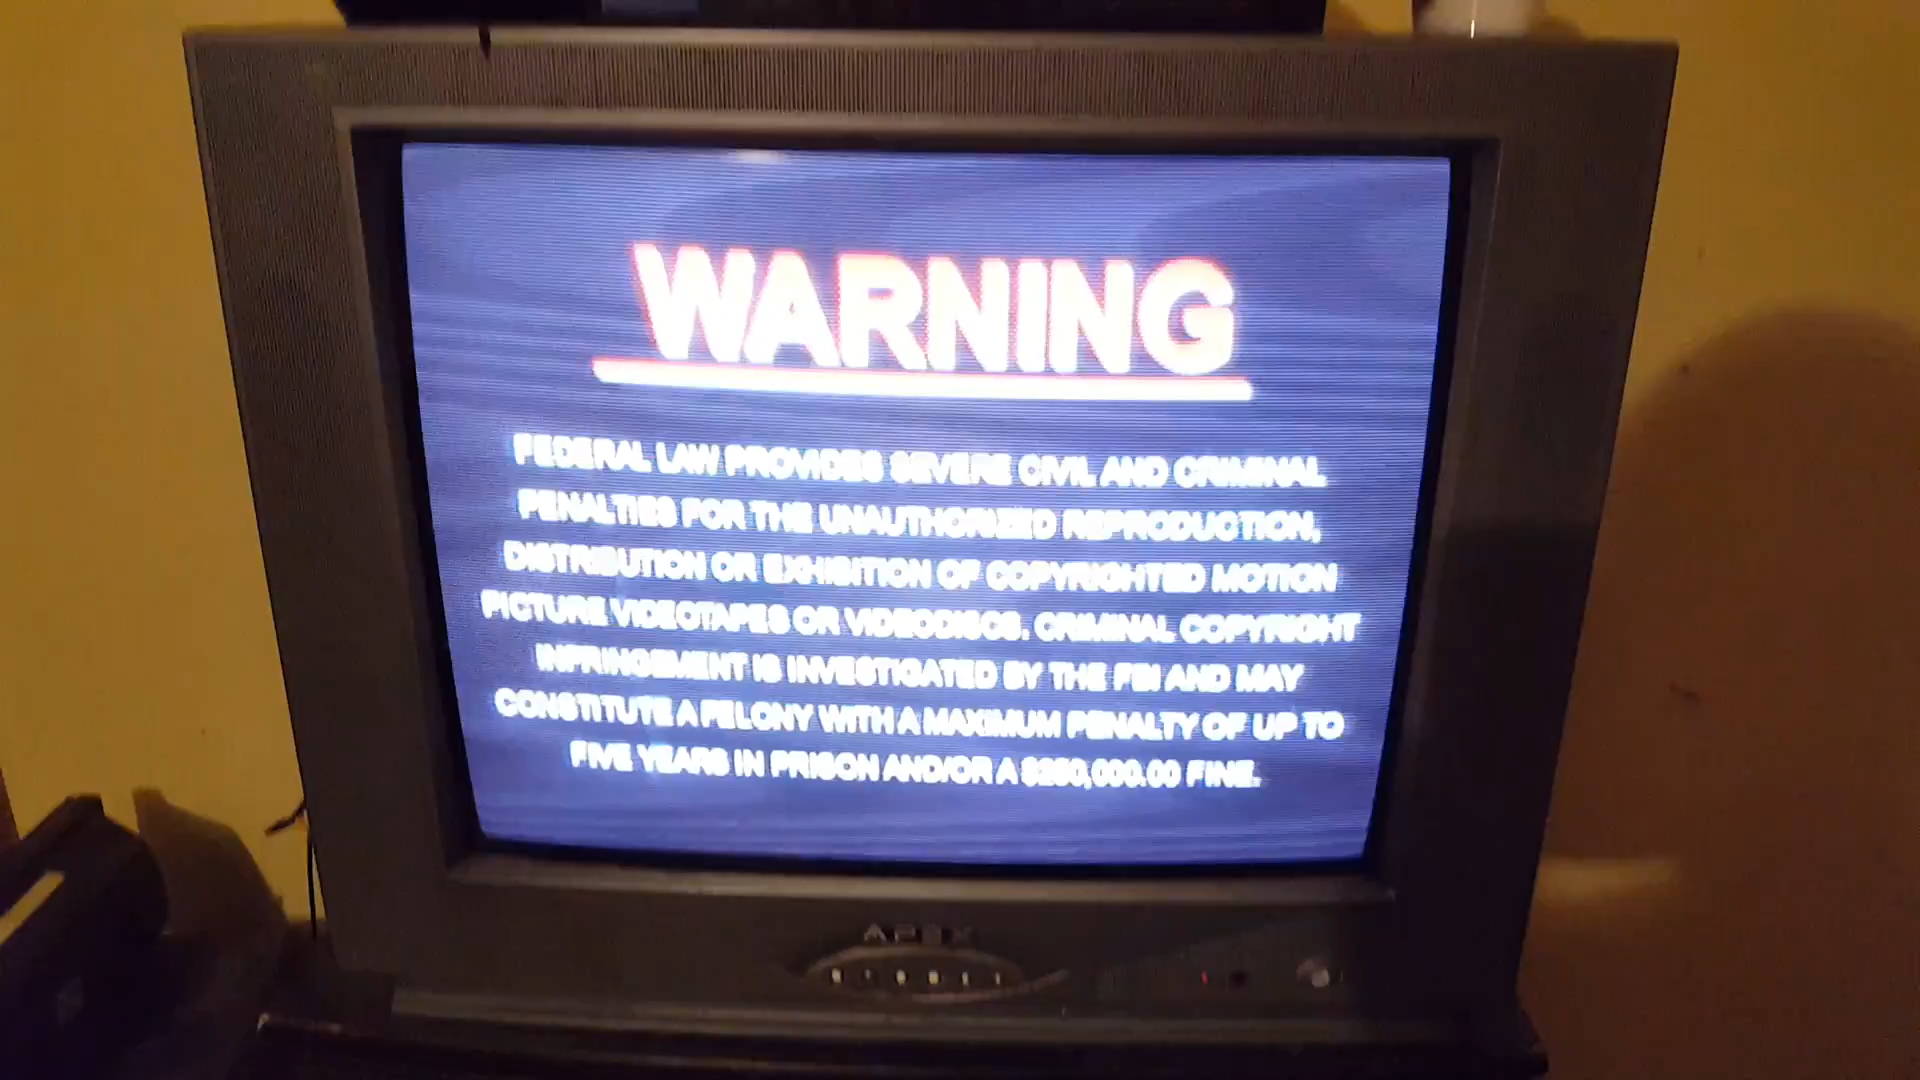 WARNING
FEDERAL LAW PROVIDES SEVERE CIVIL AND CRIMINAL
PENALTIES FOR THE UNAUTHORIZED REPRODUCTION,
DISTRIBUTION OR EXHIBITION OF COPYRIGHTED MOTION
PICTURE VIDEOTAPES OR VIDEODISCS. CRIMINAL COPYRIGHT
INFRINGEMENT IS INVESTIGATED BY THE FBI AND MAY
CONSTITUTE A FELONY WITH A MAXIMUM PENALTY OF UP TO
FIVE YEARS IN PRISON AND/OR A $250,000.00 FINE.
APEX